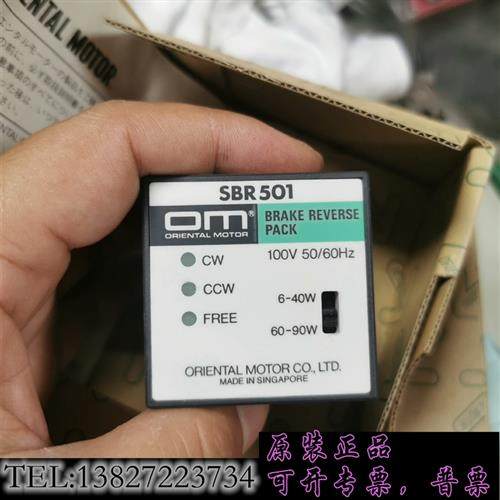 ENTAL MOTOR
SBR501
OM®
ORIENTAL MOTOR
BRAKE REVERSE
PACK
CW
100V 50/60Hz
CCW
6-40W
FREE
60-90W
ORIENTAL MOTOR CO., LTD.
MADE IN SINGAPORE
原装正品
TEL:13827223734
可开专票，普票